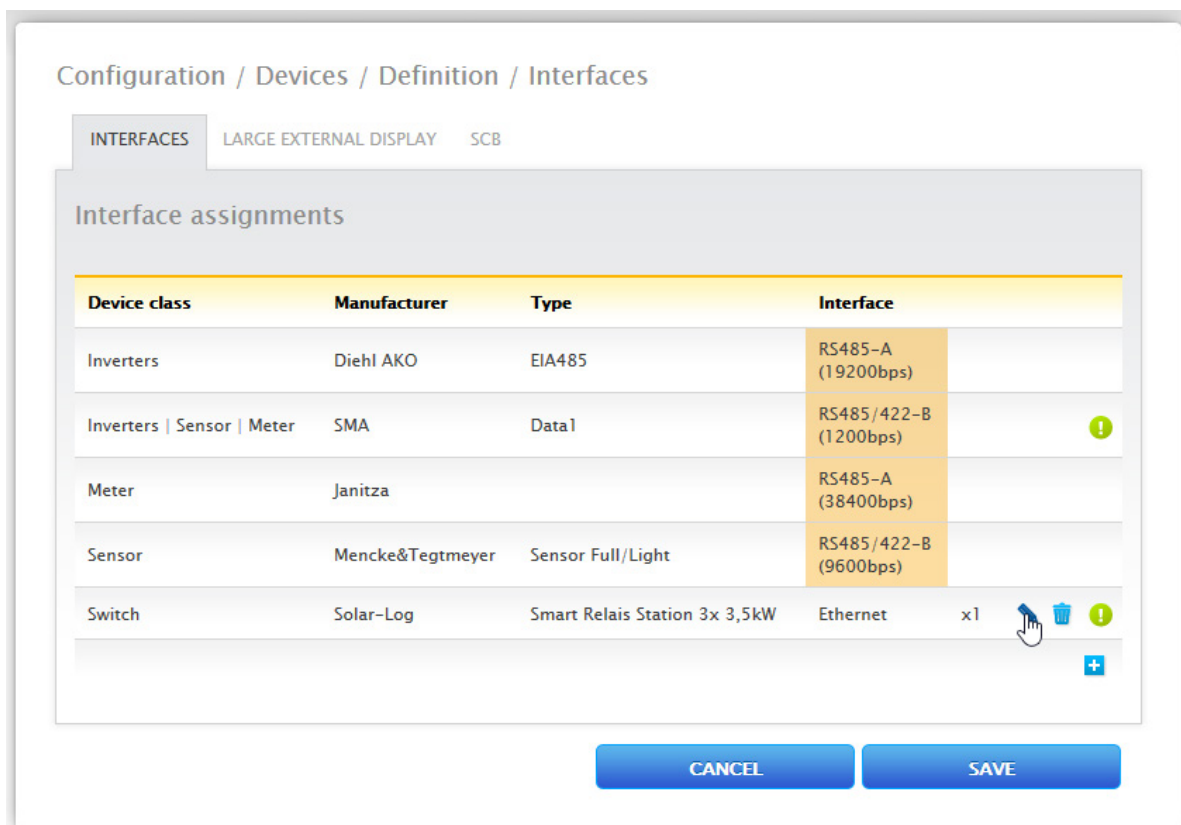 Configuration / Devices / Definition / Interfaces
INTERFACES LARGE EXTERNAL DISPLAY SCB
Interface assignments
Device class Manufacturer Type Interface
Inverters Diehl AKO EIA485 RS485-A
(19200bps)
Inverters | Sensor | Meter SMA Data1 RS485/422-B
(1200bps)
Meter Janitza RS485-A
(38400bps)
Sensor Mencke&Tegtmeyer Sensor Full/Light RS485/422-B
(9600bps)
Switch Solar-Log Smart Relais Station 3x 3,5kW Ethernet x1
CANCEL SAVE